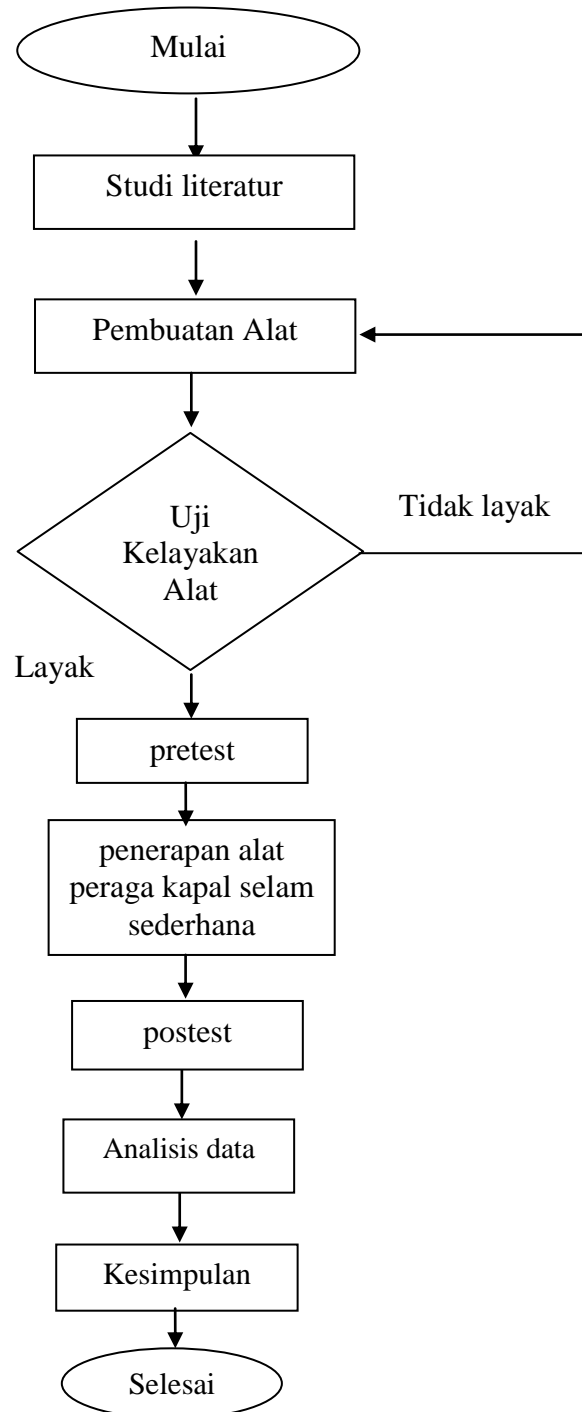 Mulai
Studi literatur
Pembuatan Alat
Uji
Kelayakan
Alat
Tidak layak
Layak
pretest
penerapan alat
peraga kapal selam
sederhana
postest
Analisis data
Kesimpulan
Selesai